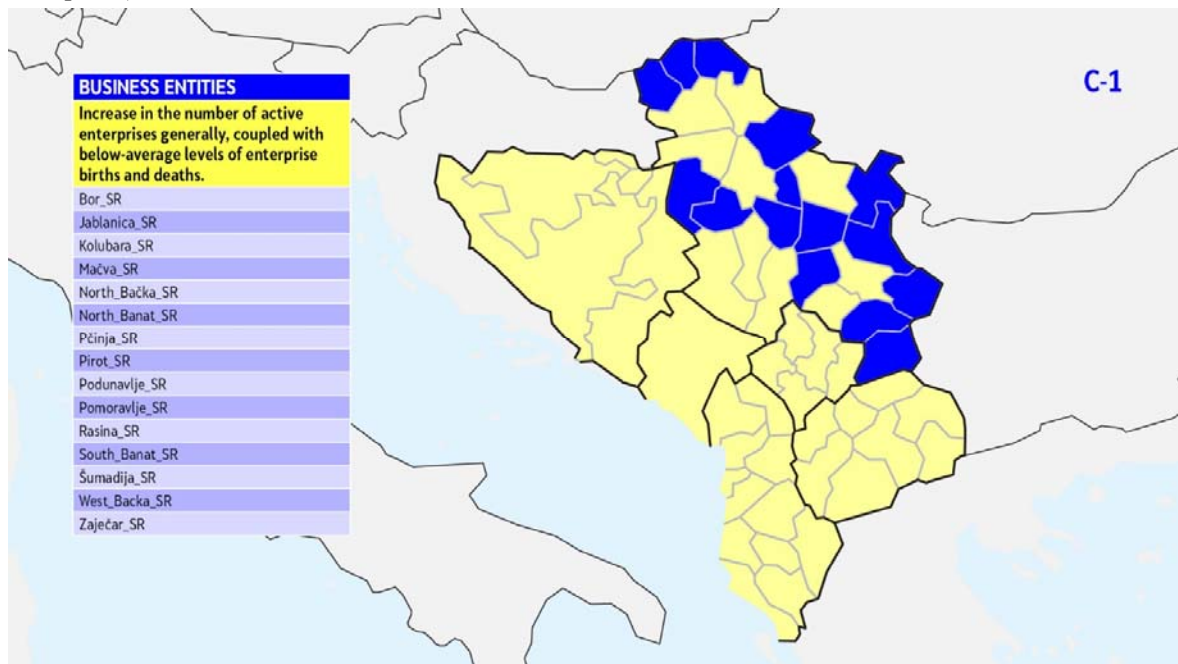 BUSINESS ENTITIES
Increase in the number of active
enterprises generally, coupled with
below-average levels of enterprise
births and deaths.
Bor_SR
Jablanica_SR
Kolubara_SR
Mačva_SR
North_Bačka_SR
North_Banat_SR
Pčinja_SR
Pirot_SR
Podunavlje_SR
Pomoravlje_SR
Rasina_SR
South_Banat_SR
Šumadija_SR
West_Backa_SR
Zaječar_SR
C-1